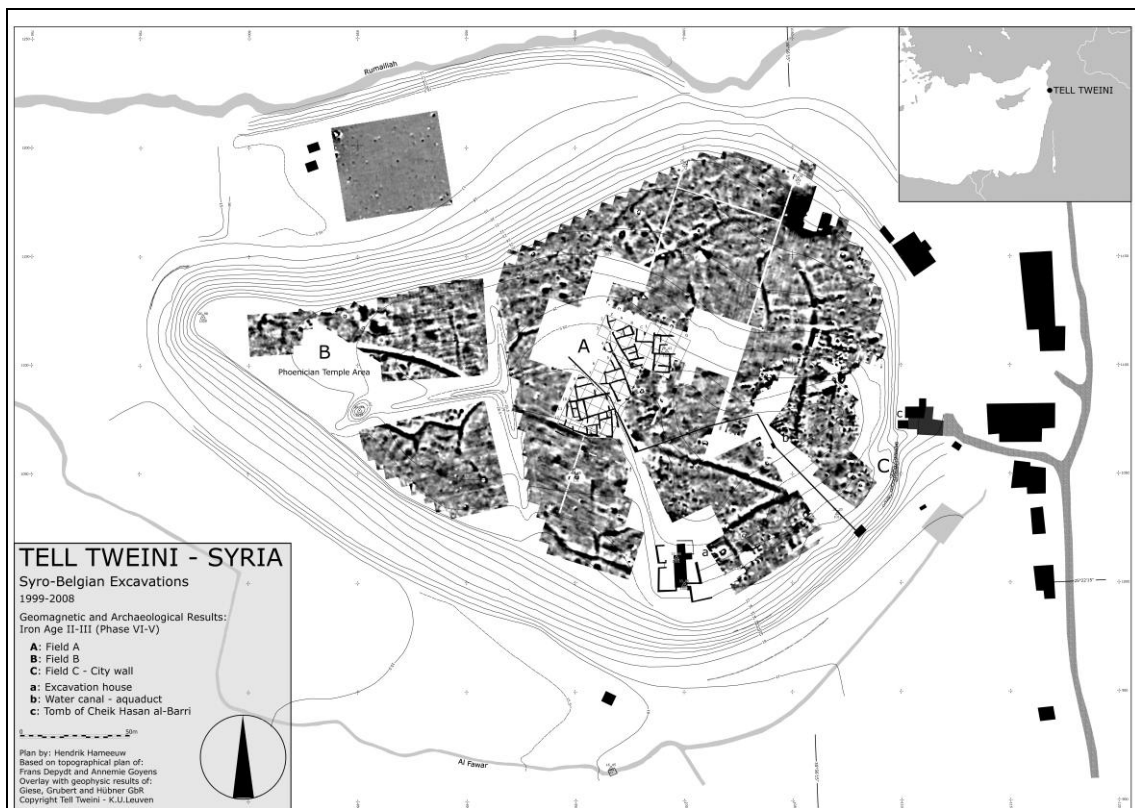 Rumailiah
TELL TWEINI
A
B
Phoenician Temple Area
b
c
C
a
TELL TWEINI - SYRIA
Syro-Belgian Excavations
1999-2008
Geomagnetic and Archaeological Results:
Iron Age II-III (Phase VI-V)
A: Field A
B: Field B
C: Field C - City wall
a: Excavation house
b: Water canal - aquaduct
c: Tomb of Cheik Hasan al-Barri
0 50m
Plan by: Hendrik Hameeuw
Based on topographical plan of:
Frans Depydt and Annemie Goyens
Overlay with geophysic results of:
Giese, Grubert and Hübner GbR
Copyright Tell Tweini - K.U.Leuven
Al Fawar